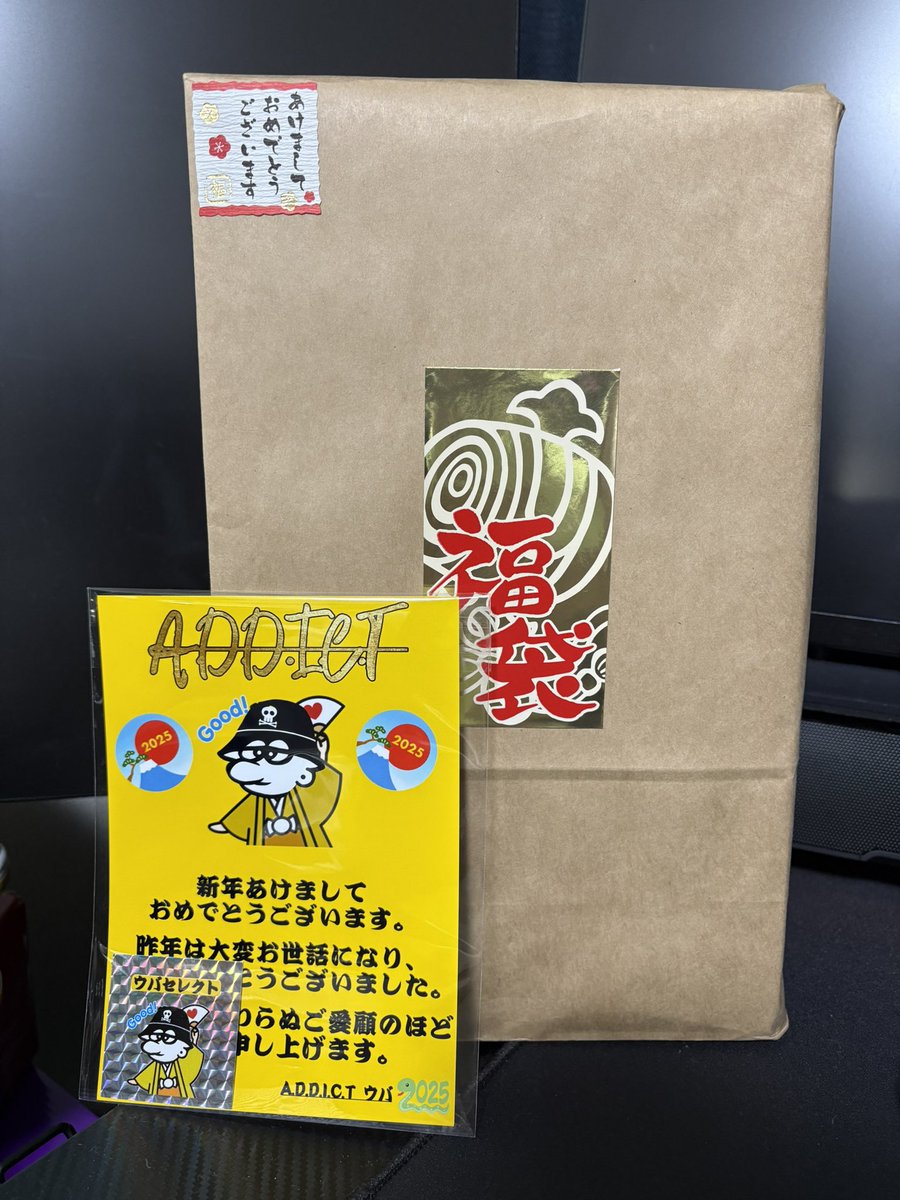 あけまして
おめでとう
ございます
福袋
A.D.D.I.C.T
Good!
2025
2025
新年あけまして
おめでとうございます。
昨年は大変お世話になり、
とうございました。
らぬご愛顧のほど
申し上げます。
A.D.D.I.C.T ウバ 2025
ウバセレクト
Good!